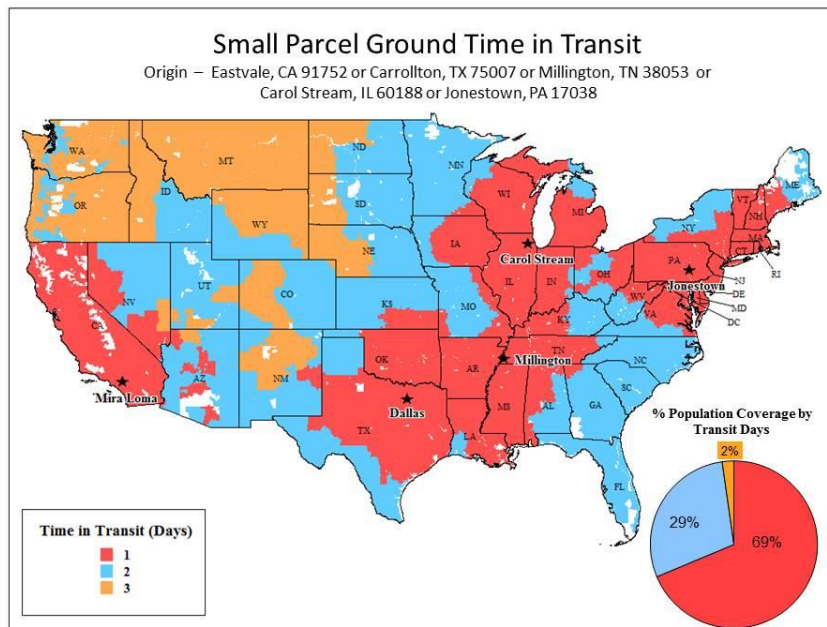 Small Parcel Ground Time in Transit
Origin – Eastvale, CA 91752 or Carrollton, TX 75007 or Millington, TN 38053 or
Carol Stream, IL 60188 or Jonestown, PA 17038
WA
MT
ND
MN
OR
ID
WY
SD
WI
MI
NY
ME
VT
NH
MA
CT
RI
NE
IA
Carol Stream
IL
IN
OH
PA
Jonestown
NJ
DE
MD
DC
NV
UT
CO
KS
MO
KY
WV
VA
CA
Mira Loma
AZ
NM
OK
AR
TN
Millington
NC
SC
Dallas
TX
LA
MS
AL
GA
FL
% Population Coverage by
Transit Days
2%
29%
69%
Time in Transit (Days)
1
2
3